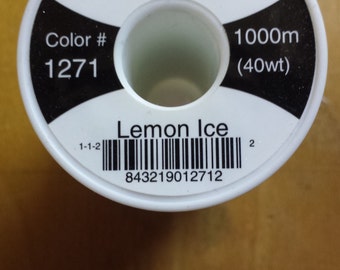 Color # 1000m
1271 (40wt)
Lemon Ice
1-1-2 2
843219012712